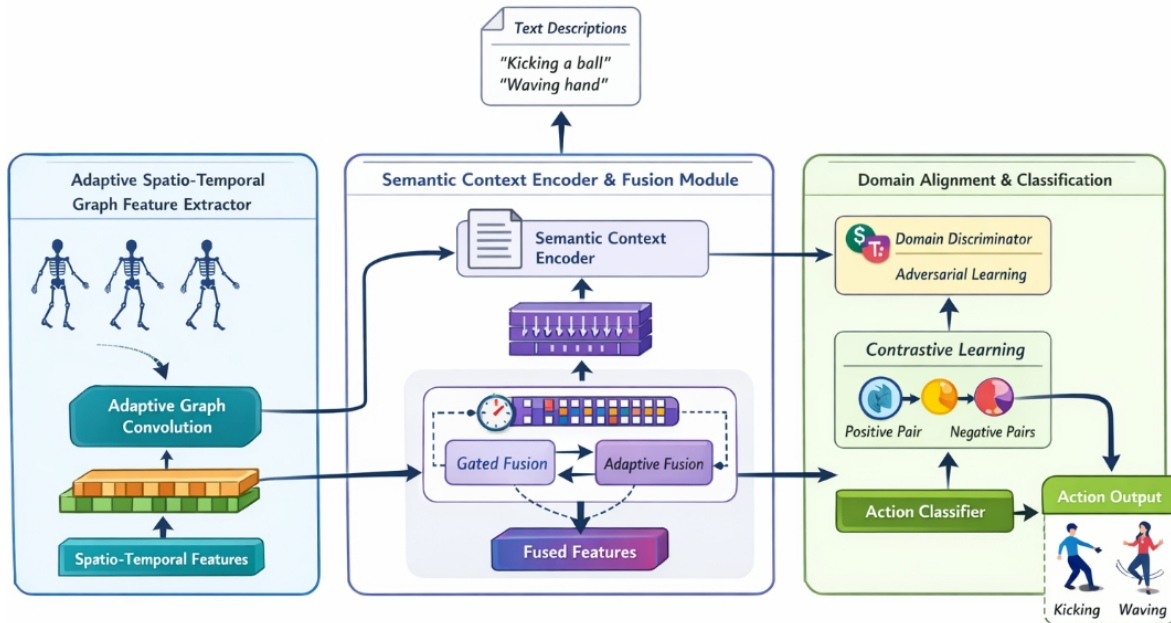 Text Descriptions
"Kicking a ball"
"Waving hand"
Adaptive Spatio-Temporal
Graph Feature Extractor
Adaptive Graph
Convolution
Spatio-Temporal Features
Semantic Context Encoder & Fusion Module
Semantic Context
Encoder
Gated Fusion
Adaptive Fusion
Fused Features
Domain Alignment & Classification
$
T:
Domain Discriminator
Adversarial Learning
Contrastive Learning
Positive Pair
Negative Pairs
Action Classifier
Action Output
Kicking
Waving